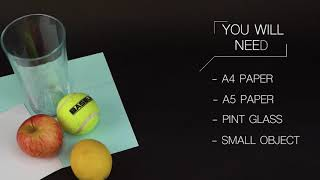 YOU WILL
NEED
- A4 PAPER
- A5 PAPER
- PINT GLASS
- SMALL OBJECT